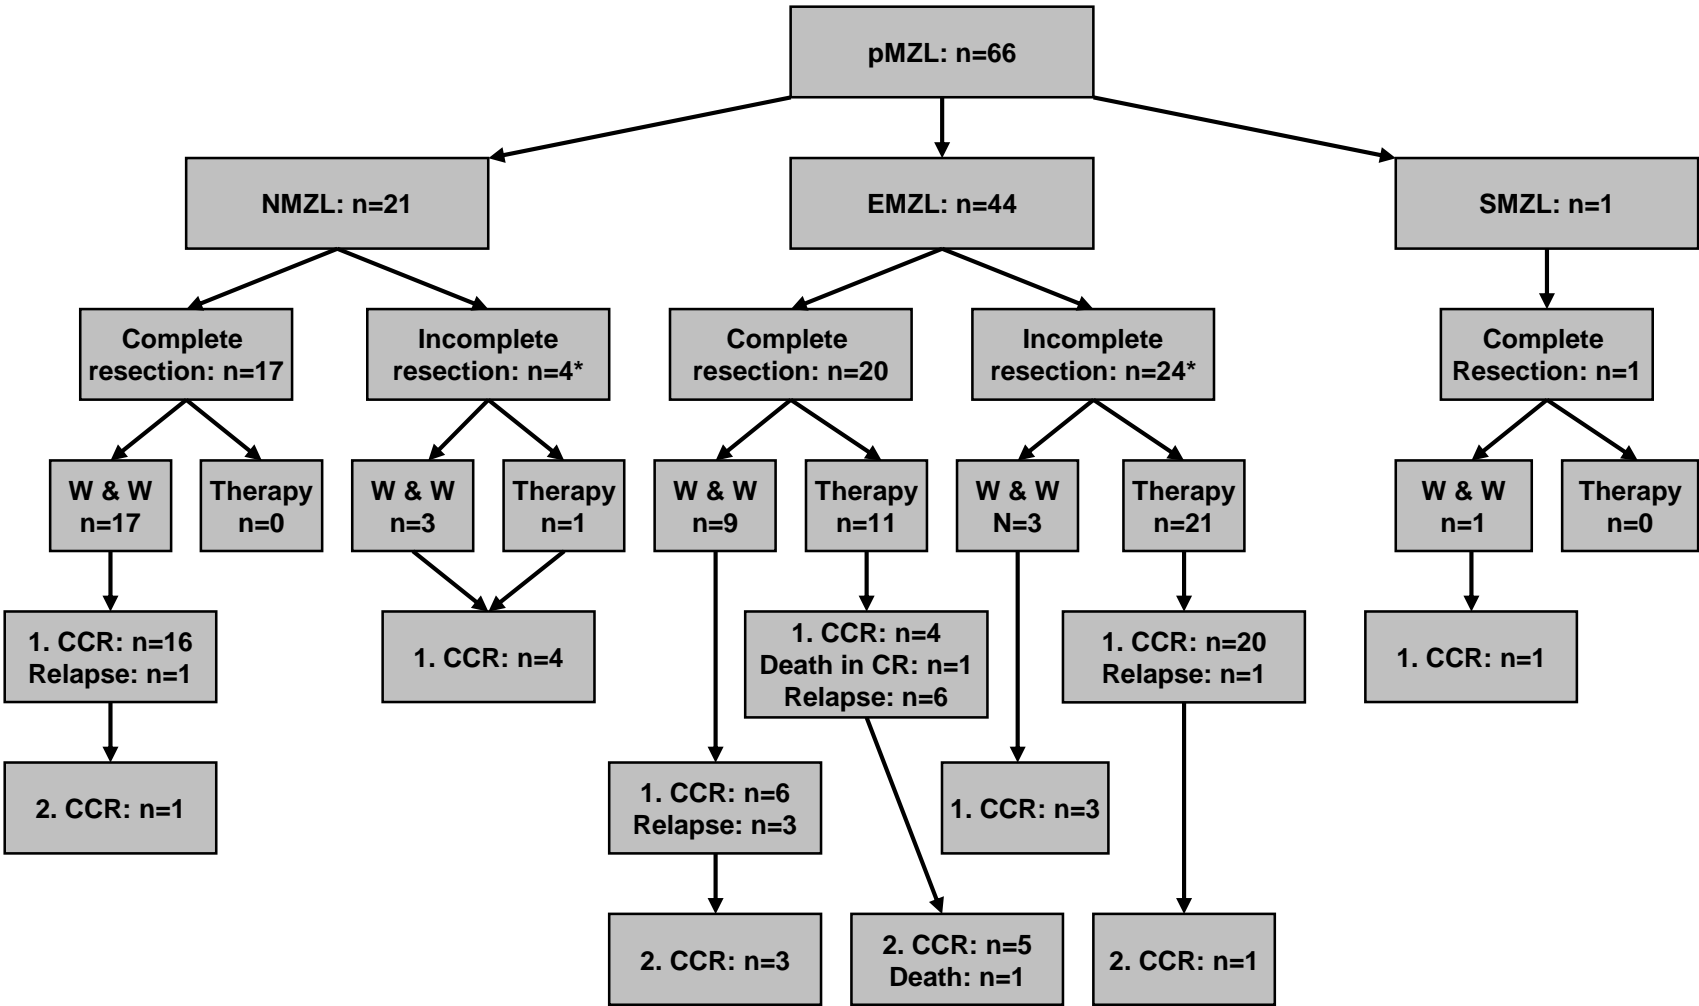 pMZL: n=66
NMZL: n=21
EMZL: n=44
SMZL: n=1
Complete
resection: n=17
Incomplete
resection: n=4*
Complete
resection: n=20
Incomplete
resection: n=24*
Complete
Resection: n=1
W & W
n=17
Therapy
n=0
W & W
n=3
Therapy
n=1
W & W
n=9
Therapy
n=11
W & W
N=3
Therapy
n=21
W & W
n=1
Therapy
n=0
1. CCR: n=16
Relapse: n=1
1. CCR: n=4
1. CCR: n=4
Death in CR: n=1
Relapse: n=6
1. CCR: n=20
Relapse: n=1
1. CCR: n=1
2. CCR: n=1
1. CCR: n=6
Relapse: n=3
1. CCR: n=3
2. CCR: n=3
2. CCR: n=5
Death: n=1
2. CCR: n=1